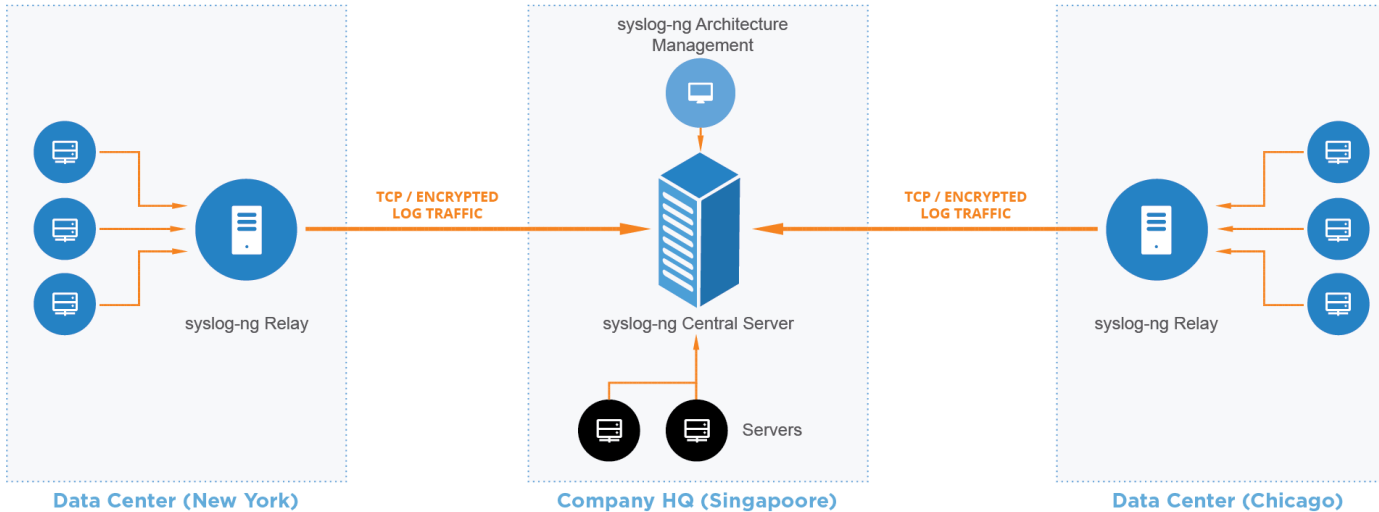 syslog-ng Architecture
Management
TCP / ENCRYPTED
LOG TRAFFIC
TCP / ENCRYPTED
LOG TRAFFIC
syslog-ng Relay
syslog-ng Central Server
syslog-ng Relay
Servers
Data Center (New York)
Company HQ (Singapoore)
Data Center (Chicago)